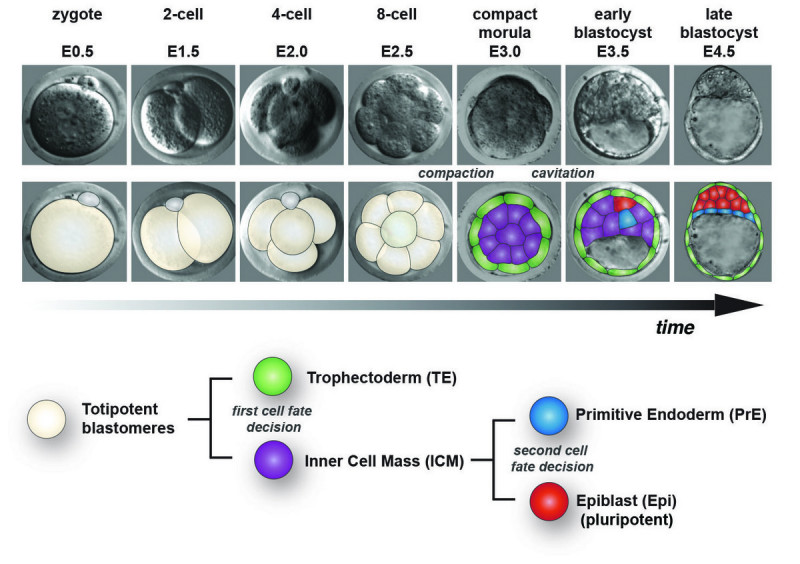 zygote
E0.5
2-cell
E1.5
4-cell
E2.0
8-cell
E2.5
compact
morula
E3.0
early
blastocyst
E3.5
late
blastocyst
E4.5
compaction
cavitation
time
Totipotent
blastomeres
Trophectoderm (TE)
first cell fate
decision
Inner Cell Mass (ICM)
Primitive Endoderm (PrE)
second cell
fate decision
Epiblast (Epi)
(pluripotent)